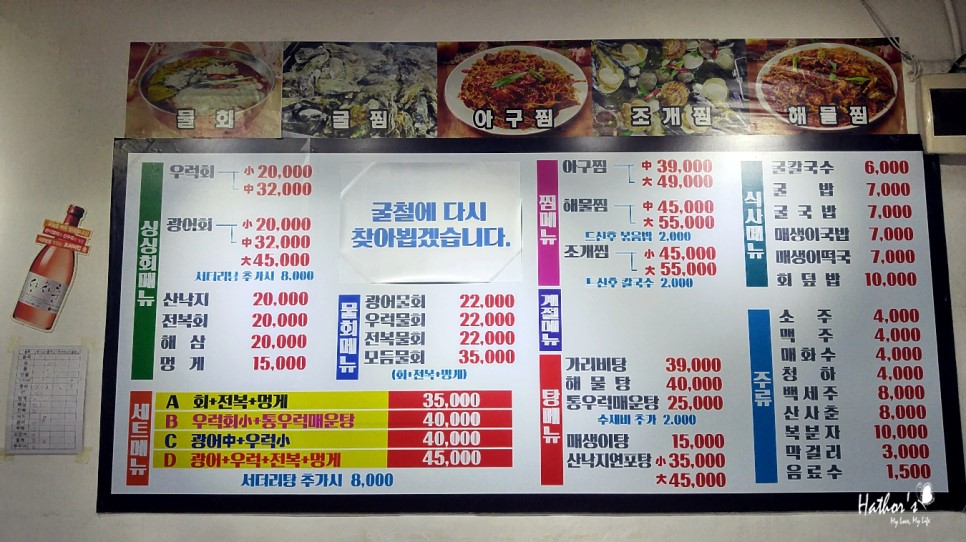 물회
굴찜
아구찜
조개찜
해물찜
싱싱회메뉴
우럭회 小 20,000
中 32,000
광어회 小 20,000
中 32,000
大 45,000
서더리탕 추가시 8,000
산낙지 20,000
전복회 20,000
해삼 20,000
멍게 15,000
굴철에 다시
찾아뵙겠습니다.
물회메뉴
광어물회 22,000
우럭물회 22,000
전복물회 22,000
모듬물회 35,000
(회+전복+멍게)
세트메뉴
A 회+전복+멍게 35,000
B 우럭회小+통우럭매운탕 40,000
C 광어中+우럭小 40,000
D 광어+우럭+전복+멍게 45,000
서더리탕 추가시 8,000
찜메뉴
아구찜 中 39,000
大 49,000
해물찜 中 45,000
大 55,000
드신후 볶음밥 2,000
조개찜 小 45,000
大 55,000
드신후 칼국수 2,000
계절메뉴
탕메뉴
가리비탕 39,000
해물탕 40,000
통우럭매운탕 25,000
수제비 추가 2,000
매생이탕 15,000
산낙지연포탕 小 35,000
大 45,000
식사메뉴
굴칼국수 6,000
굴밥 7,000
굴국밥 7,000
매생이국밥 7,000
매생이떡국 7,000
회덮밥 10,000
주류
소주 4,000
맥주 4,000
매화수 4,000
청하 4,000
백세주 8,000
산사춘 8,000
복분자 10,000
막걸리 3,000
음료수 1,500
Hathor's
My Love, My Life